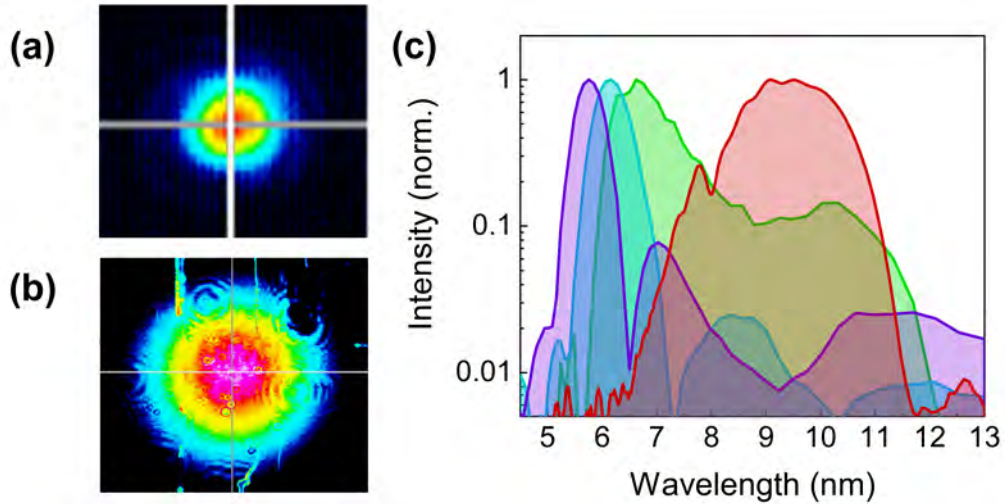 (a)
(b)
(c)
Intensity (norm.)
1
0.1
0.01
5 6 7 8 9 10 11 12 13
Wavelength (nm)